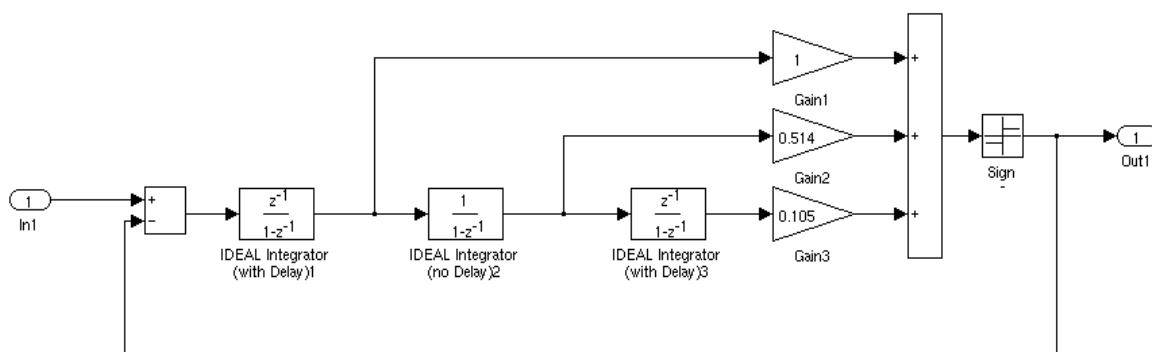 1
Gain1
+
0.514
Gain2
+
Sign
-
1
Out1
1
In1
+
−
z-1
1-z-1
IDEAL Integrator
(with Delay)1
1
1-z-1
IDEAL Integrator
(no Delay)2
z-1
1-z-1
IDEAL Integrator
(with Delay)3
0.105
Gain3
+